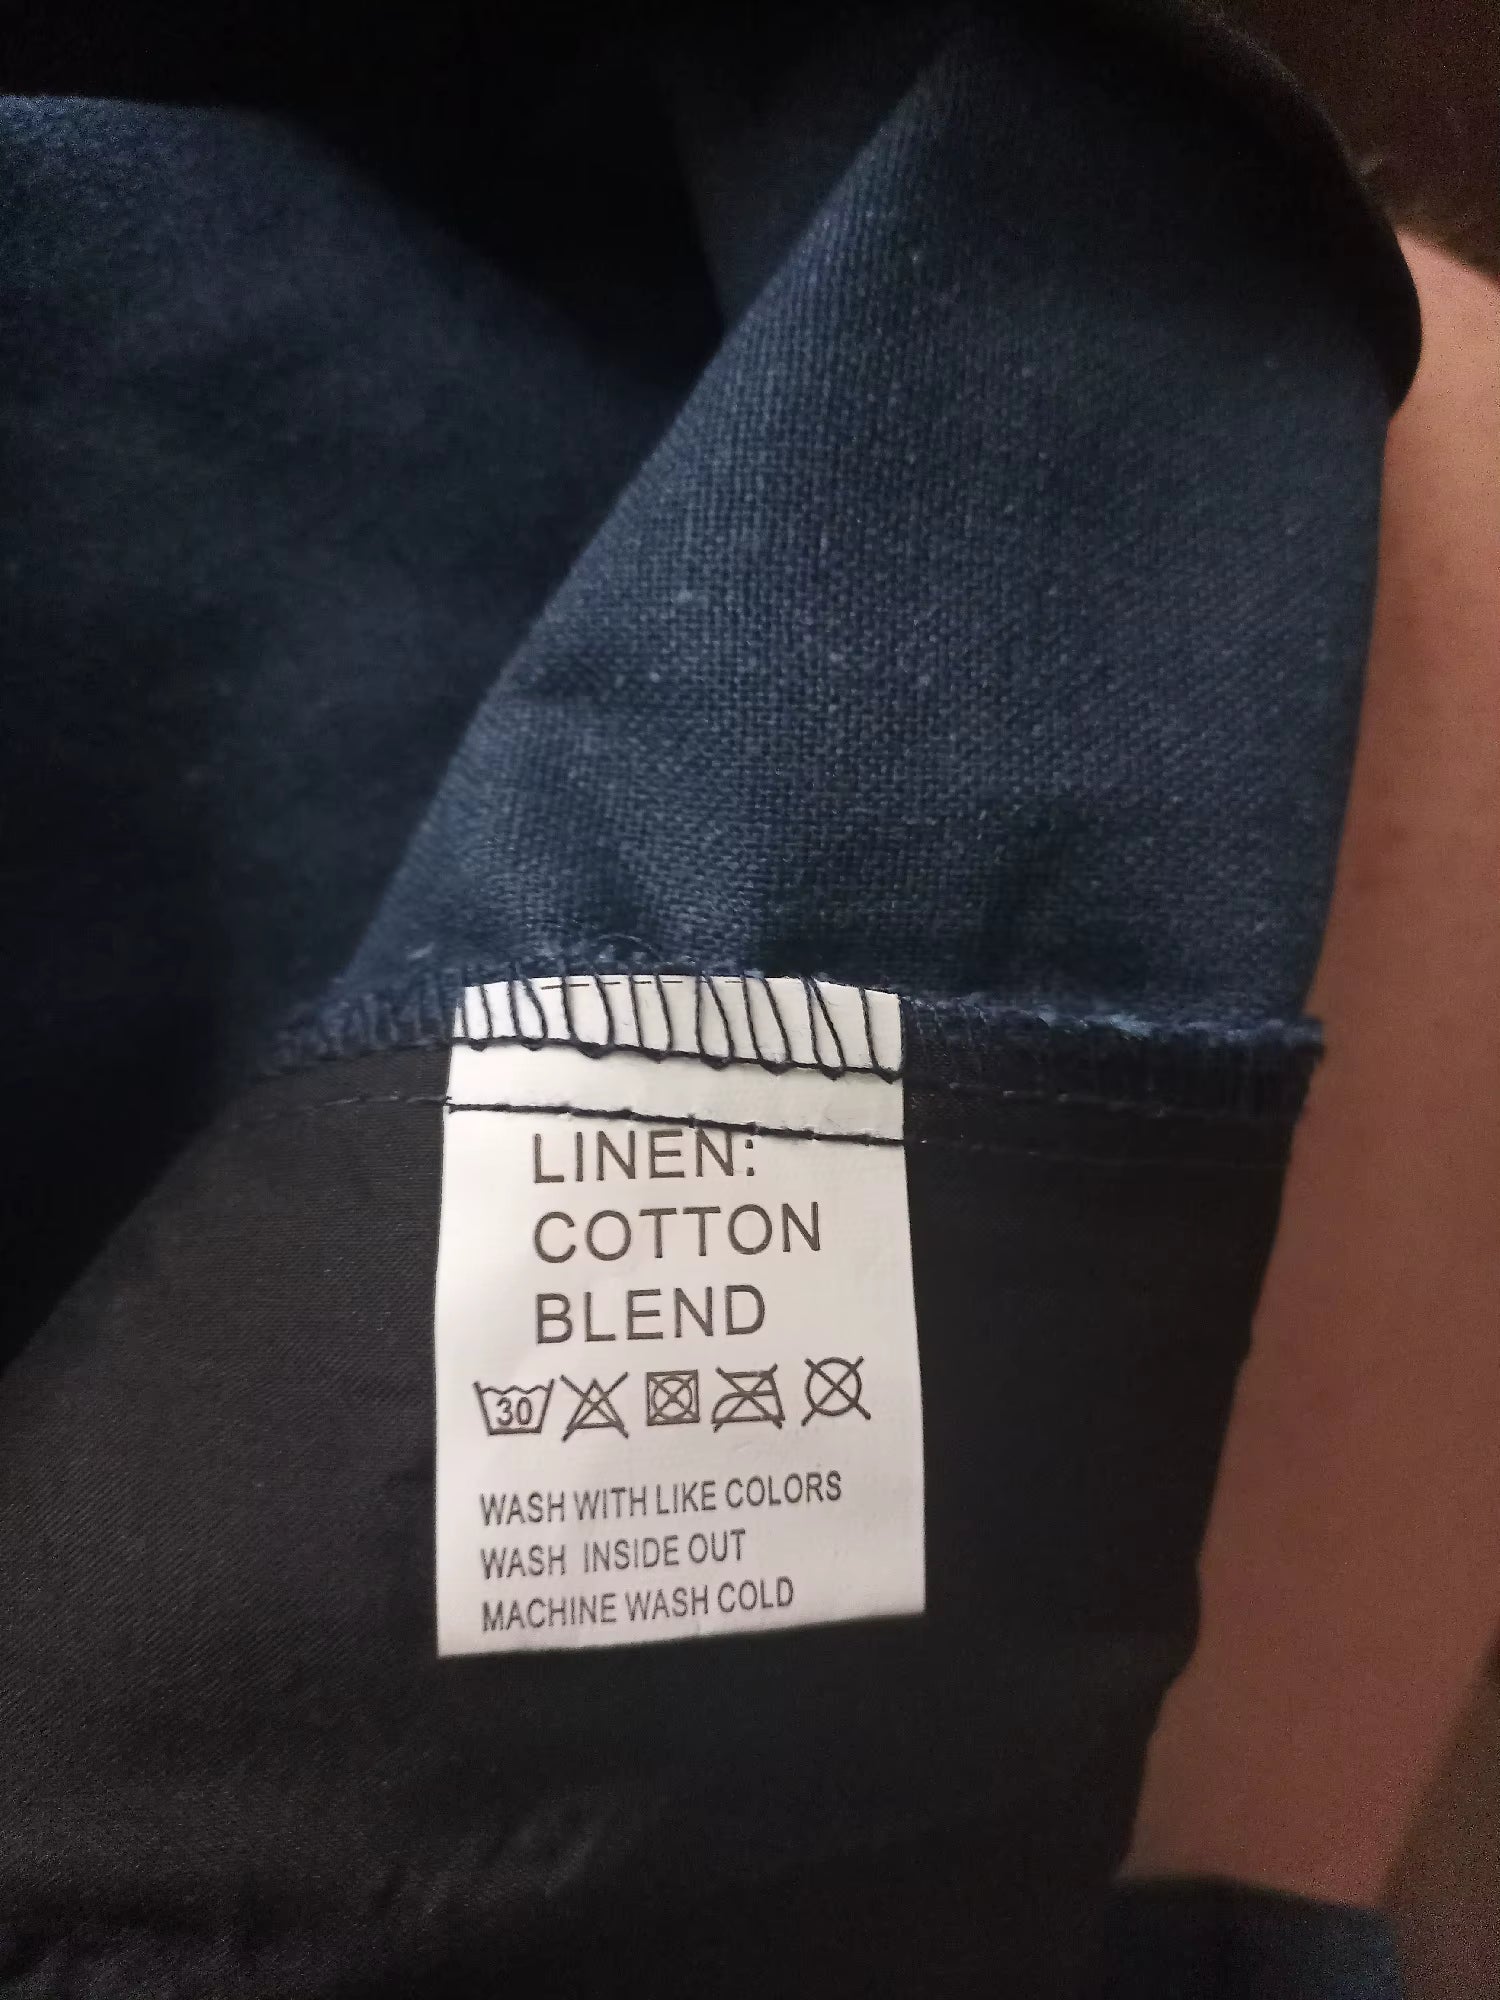 LINEN:
COTTON
BLEND
30
WASH WITH LIKE COLORS
WASH INSIDE OUT
MACHINE WASH COLD